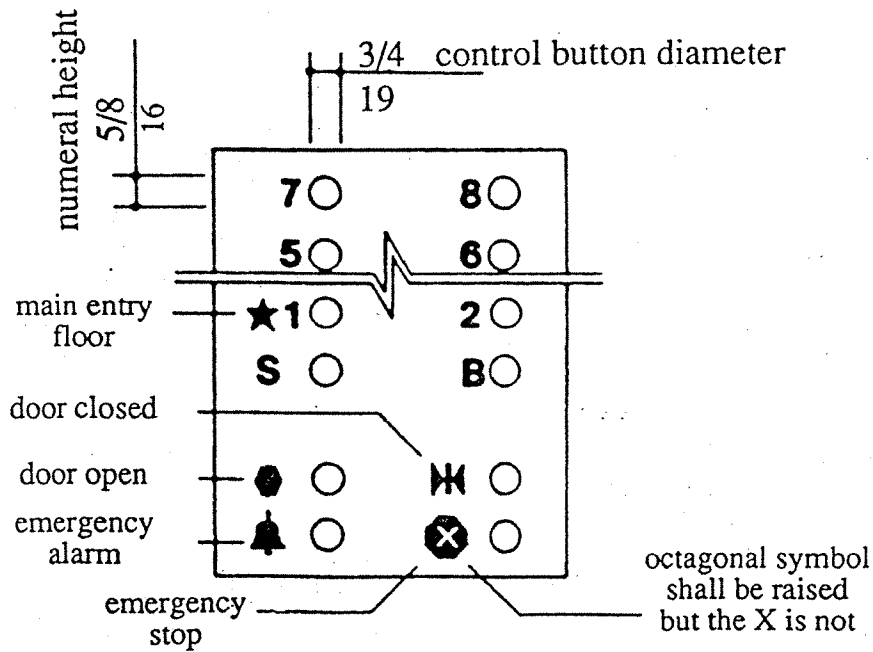 numeral height
5/8
16
3/4 control button diameter
19
7 8
5 6
main entry
floor
1 2
S B
door closed
door open
emergency
alarm
X
emergency
stop
octagonal symbol
shall be raised
but the X is not